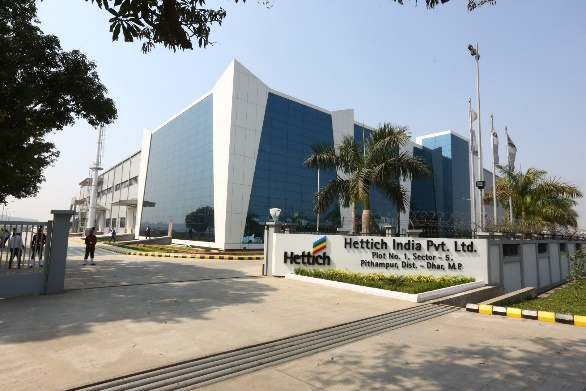 Hettich
Hettich India Pvt. Ltd.
Plot No. 1, Sector - 5,
Pithampur, Dist. - Dhar, M.P.